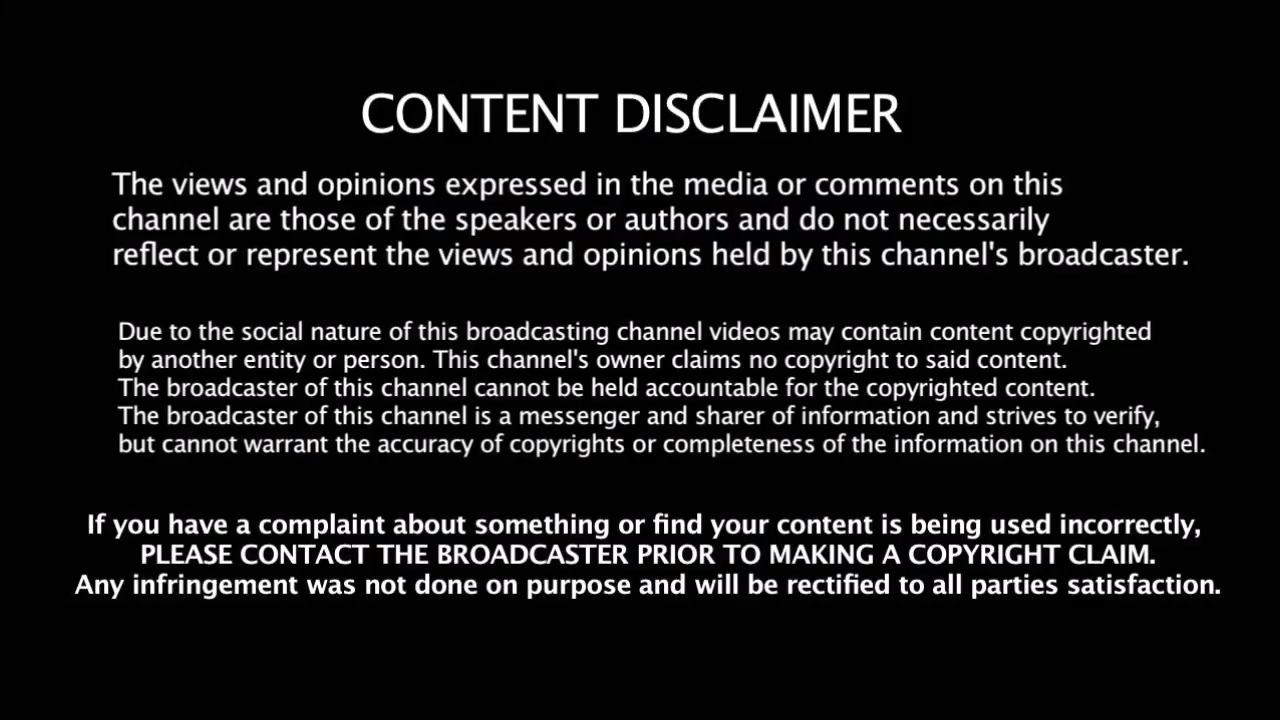 CONTENT DISCLAIMER
The views and opinions expressed in the media or comments on this
channel are those of the speakers or authors and do not necessarily
reflect or represent the views and opinions held by this channel's broadcaster.
Due to the social nature of this broadcasting channel videos may contain content copyrighted
by another entity or person. This channel's owner claims no copyright to said content.
The broadcaster of this channel cannot be held accountable for the copyrighted content.
The broadcaster of this channel is a messenger and sharer of information and strives to verify,
but cannot warrant the accuracy of copyrights or completeness of the information on this channel.
If you have a complaint about something or find your content is being used incorrectly,
PLEASE CONTACT THE BROADCASTER PRIOR TO MAKING A COPYRIGHT CLAIM.
Any infringement was not done on purpose and will be rectified to all parties satisfaction.